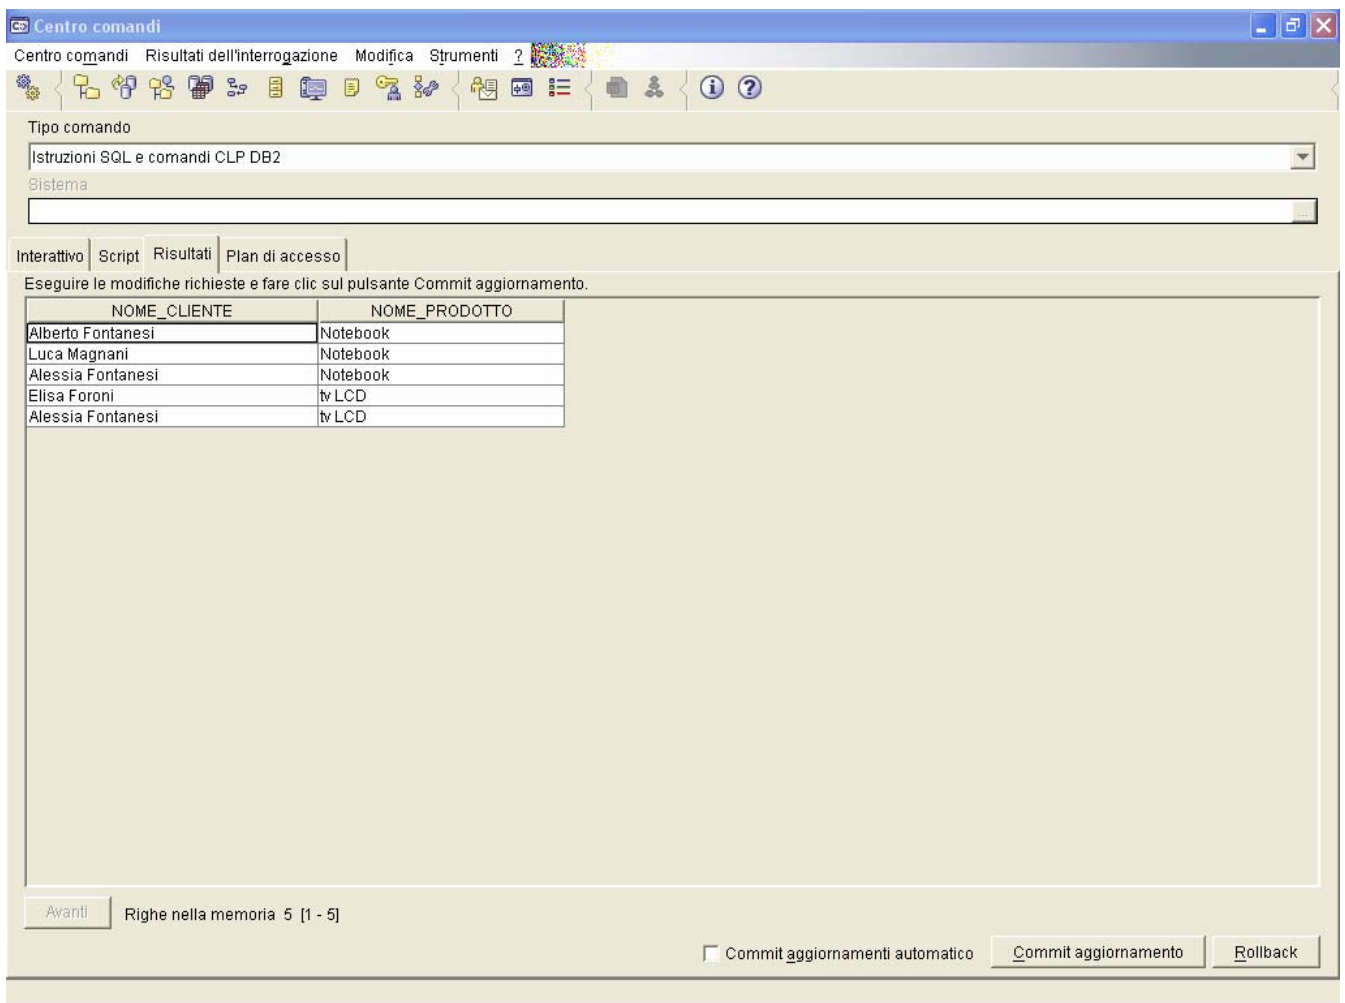 Centro comandi
Centro comandi Risultati dell'interrogazione Modifica Strumenti ?
Tipo comando
Istruzioni SQL e comandi CLP DB2
Sistema
...
Interattivo Script Risultati Plan di accesso
Eseguire le modifiche richieste e fare clic sul pulsante Commit aggiornamento.
NOME_CLIENTE NOME_PRODOTTO
Alberto Fontanesi Notebook
Luca Magnani Notebook
Alessia Fontanesi Notebook
Elisa Foroni tv LCD
Alessia Fontanesi tv LCD
Avanti Righe nella memoria 5 [1 - 5]
Commit aggiornamenti automatico Commit aggiornamento Rollback